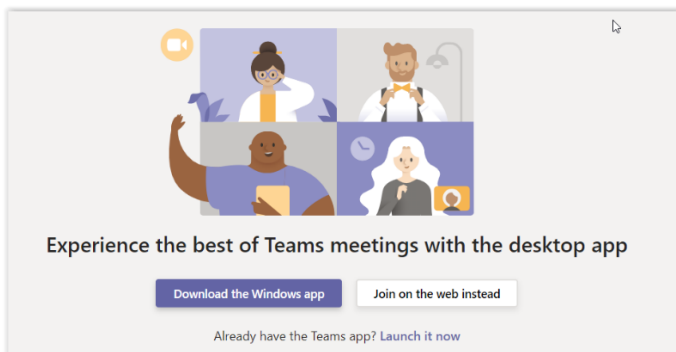 Experience the best of Teams meetings with the desktop app
Download the Windows app
Join on the web instead
Already have the Teams app? Launch it now